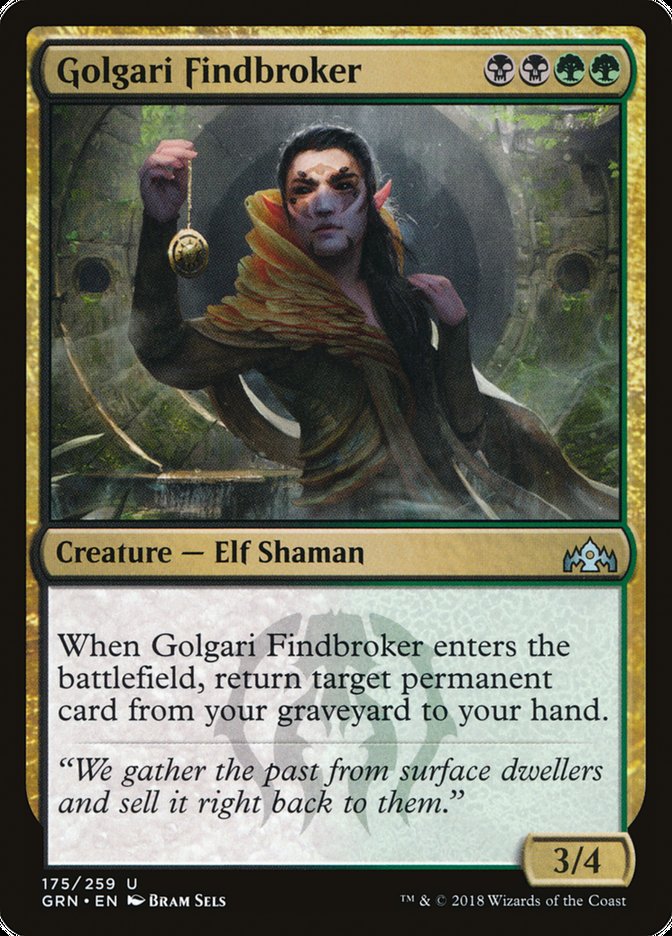 Golgari Findbroker
Creature — Elf Shaman
When Golgari Findbroker enters the
battlefield, return target permanent
card from your graveyard to your hand.
“We gather the past from surface dwellers
and sell it right back to them.”
3/4
175/259 U
GRN • EN Bram Sels
™ & © 2018 Wizards of the Coast